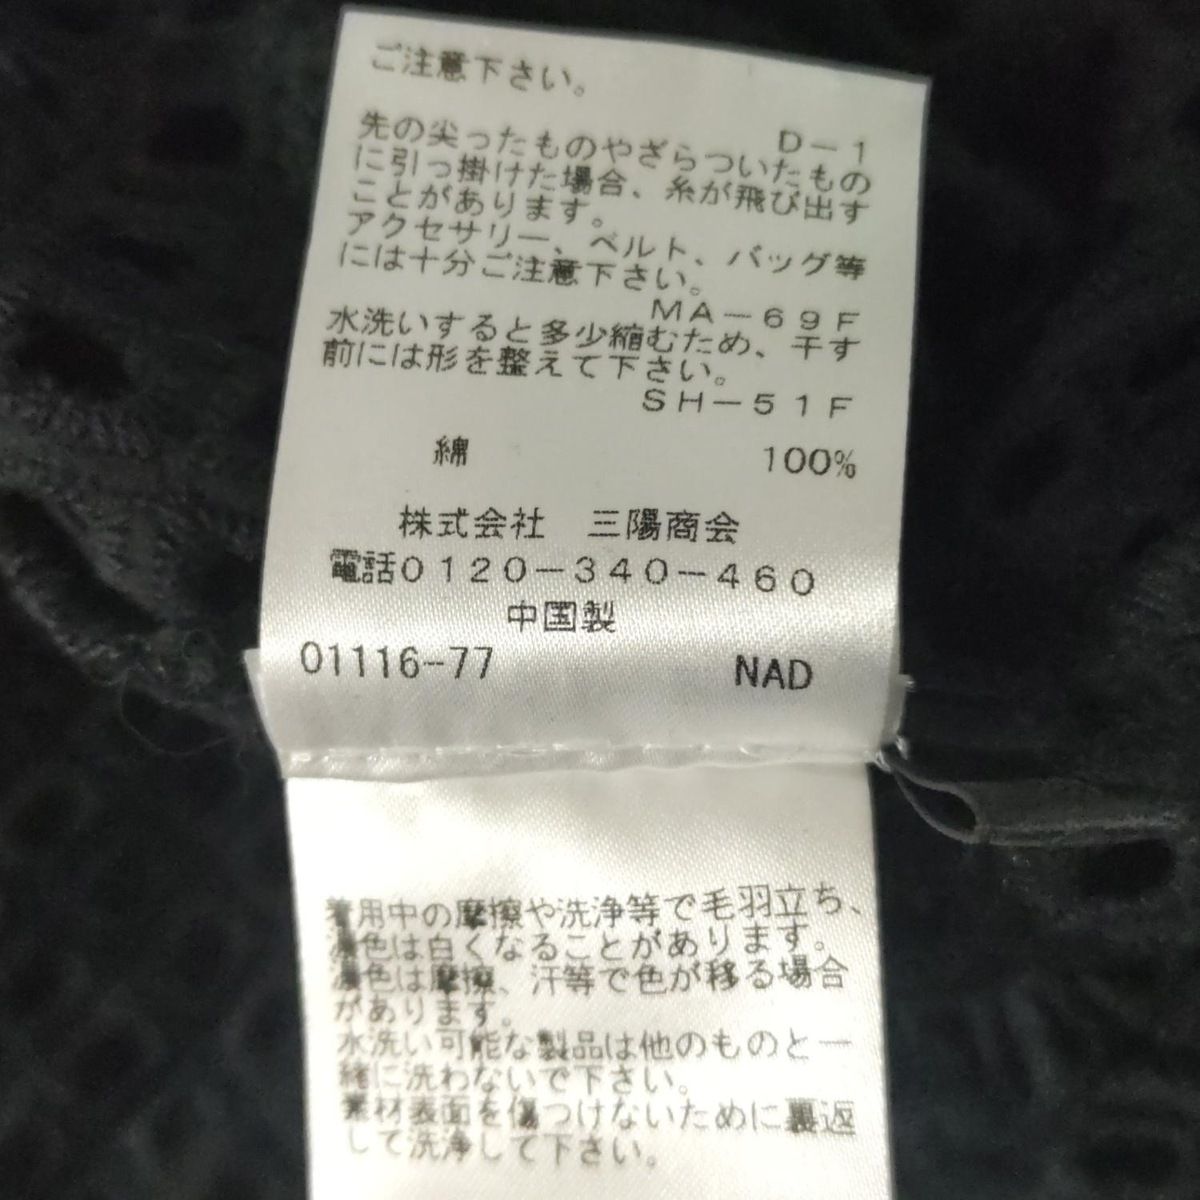 ご注意下さい。
D－1
先の尖ったものやざらついたもの
に引っ掛けた場合、糸が飛び出す
ことがあります。
アクセサリー、ベルト、バッグ等
には十分ご注意下さい。
MA－69F
水洗いすると多少縮むため、干す
前には形を整えて下さい。
SH－51F
綿 100%
株式会社 三陽商会
電話0120－340－460
中国製
01116-77 NAD
着用中の摩擦や洗浄等で毛羽立ち、
濃色は白くなることがあります。
濃色は摩擦、汗等で色が移る場合
があります。
水洗い可能な製品は他のものと一
緒に洗わないで下さい。
素材表面を傷つけないために裏返
して洗浄して下さい。